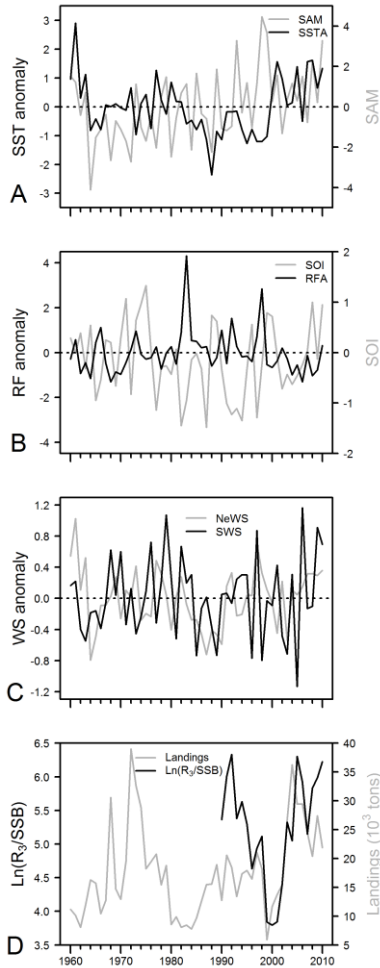 SAM
SSTA
3
2
1
0
-1
-2
-3
4
2
0
-2
-4
SST anomaly
SAM
A
SOI
RFA
4
2
0
-2
-4
2
1
0
-1
-2
RF anomaly
SOI
B
NeWS
SWS
1.2
0.8
0.4
0.0
-0.4
-0.8
-1.2
WS anomaly
C
Landings
Ln(R3/SSB)
6.5
6.0
5.5
5.0
4.5
4.0
3.5
40
35
30
25
20
15
10
5
Ln(R3/SSB)
Landings (10³ tons)
D
1960 1970 1980 1990 2000 2010